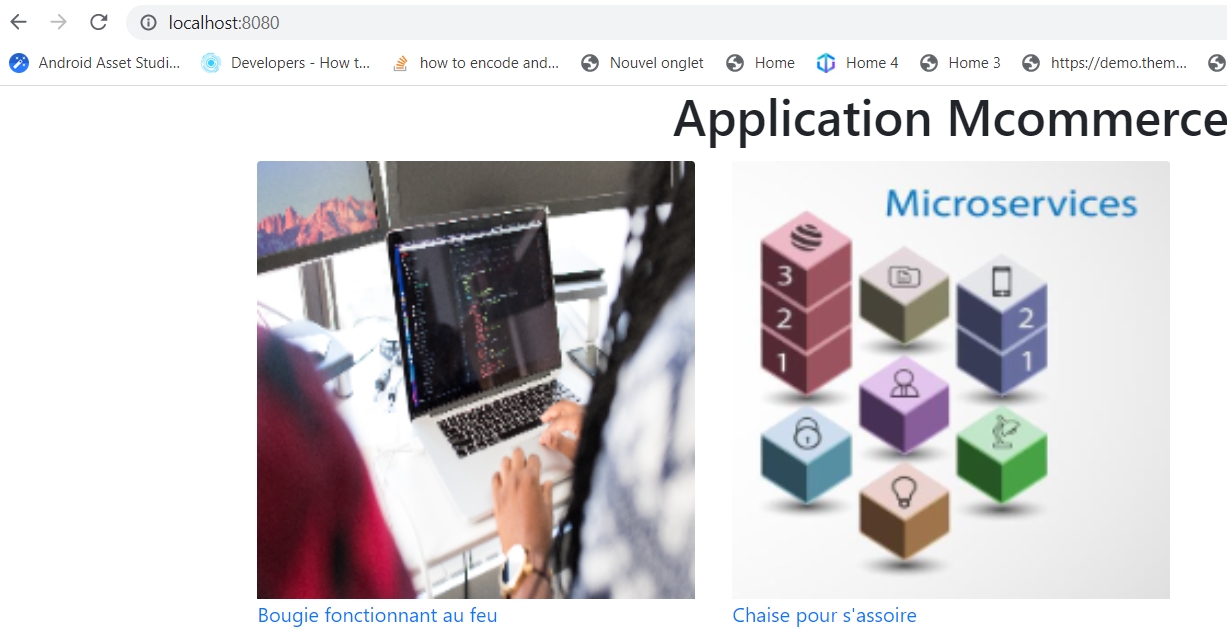 localhost:8080
Android Asset Studi... Developers - How t... how to encode and... Nouvel onglet Home Home 4 Home 3 https://demo.them...
Application Mcommerce
Microservices
3
2
1
2
1
Bougie fonctionnant au feu
Chaise pour s'assoire